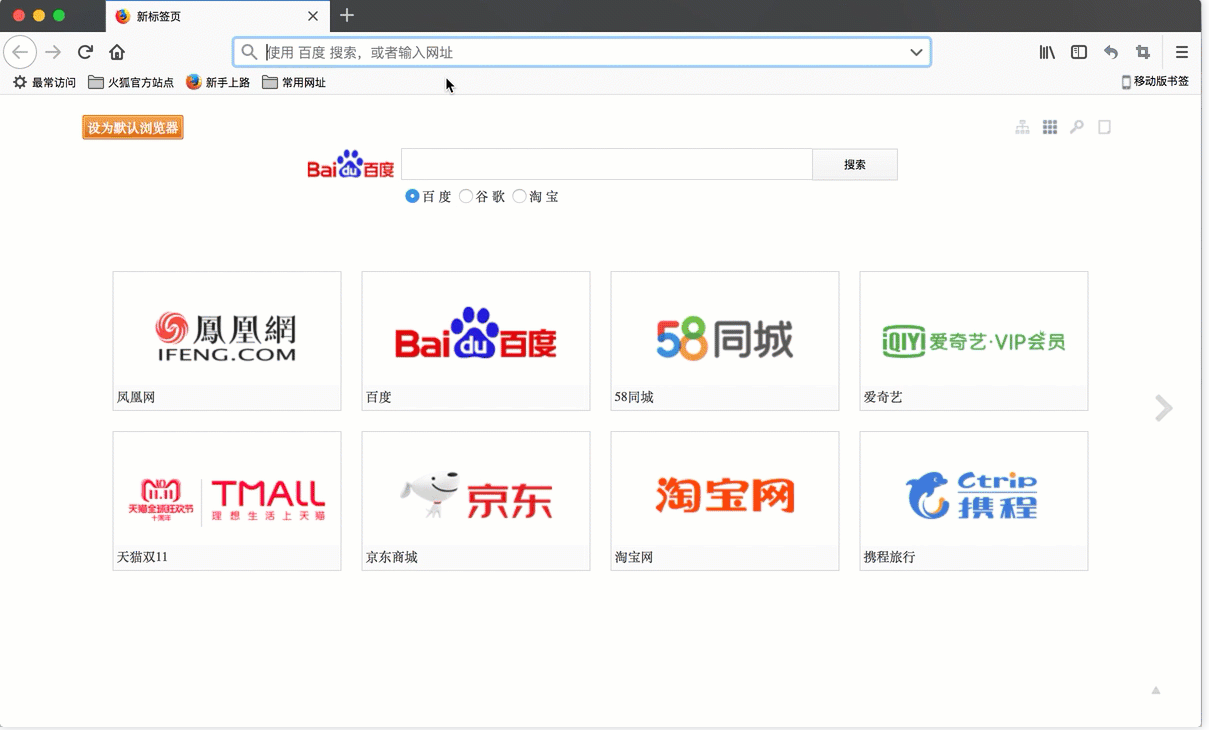 新标签页
使用 百度 搜索，或者输入网址
最常访问 火狐官方站点 新手上路 常用网址 移动版书签
设为默认浏览器
Bai du 百度 搜索
百 度 谷 歌 淘 宝
鳳凰網
IFENG.COM
凤凰网
Bai du 百度
百度
58同城
58同城
iQIYI 爱奇艺·VIP会员
爱奇艺
11.11
天猫全球狂欢节
十周年
TMALL
理想生活上天猫
天猫双11
京东
京东商城
淘宝网
淘宝网
Ctrip
携程
携程旅行